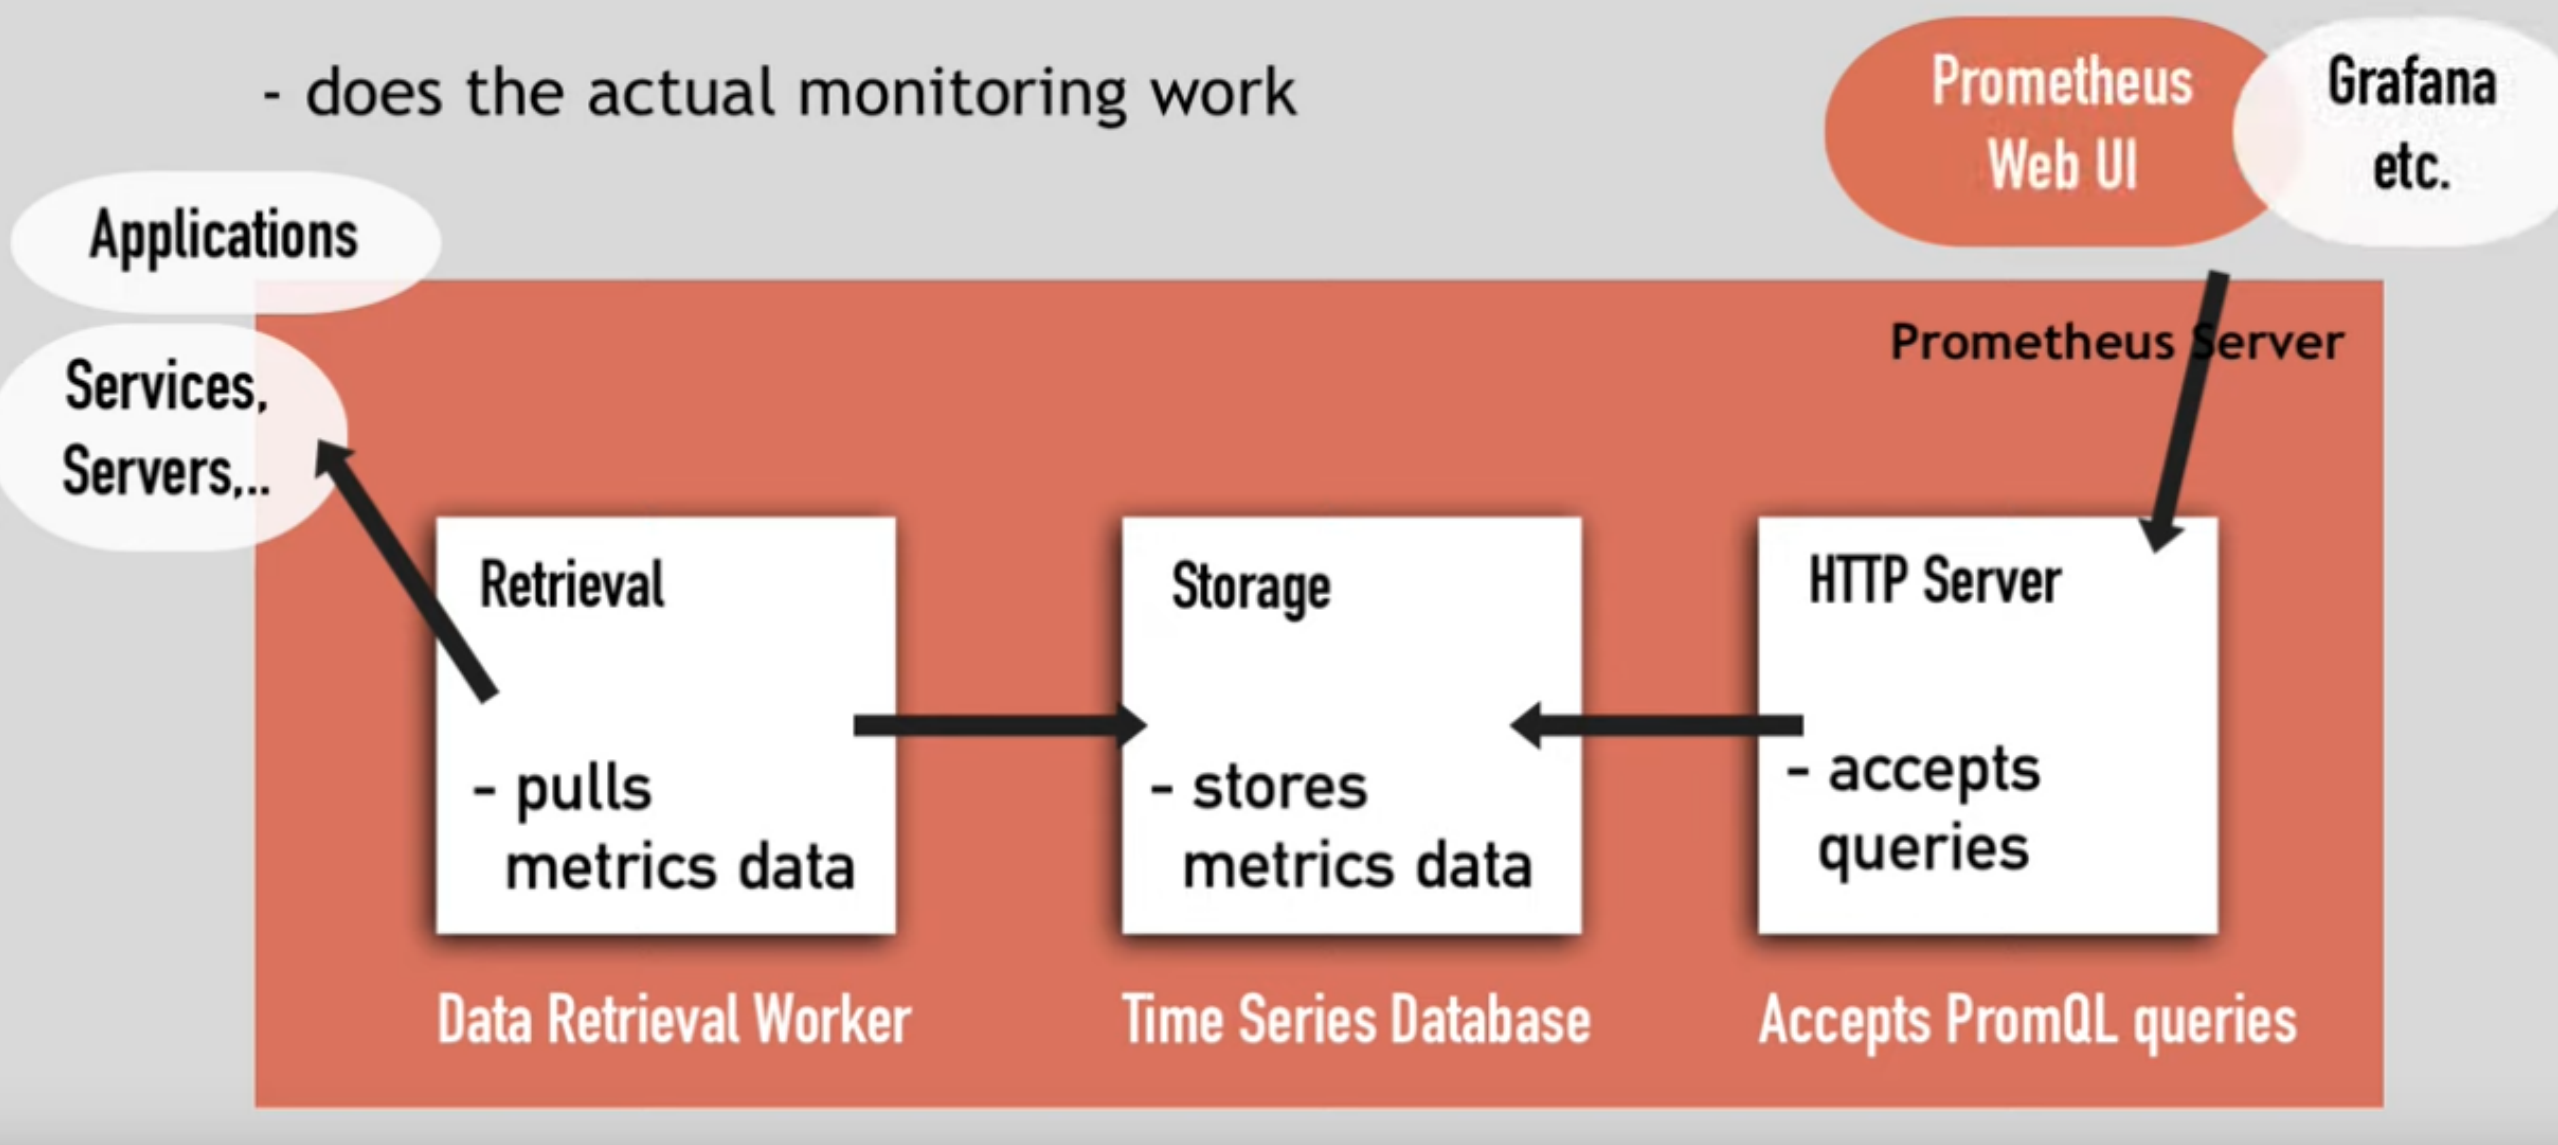 - does the actual monitoring work
Prometheus
Web UI
Grafana
etc.
Applications
Services,
Servers,..
Prometheus Server
Retrieval
- pulls
metrics data
Data Retrieval Worker
Storage
- stores
metrics data
Time Series Database
HTTP Server
- accepts
queries
Accepts PromQL queries